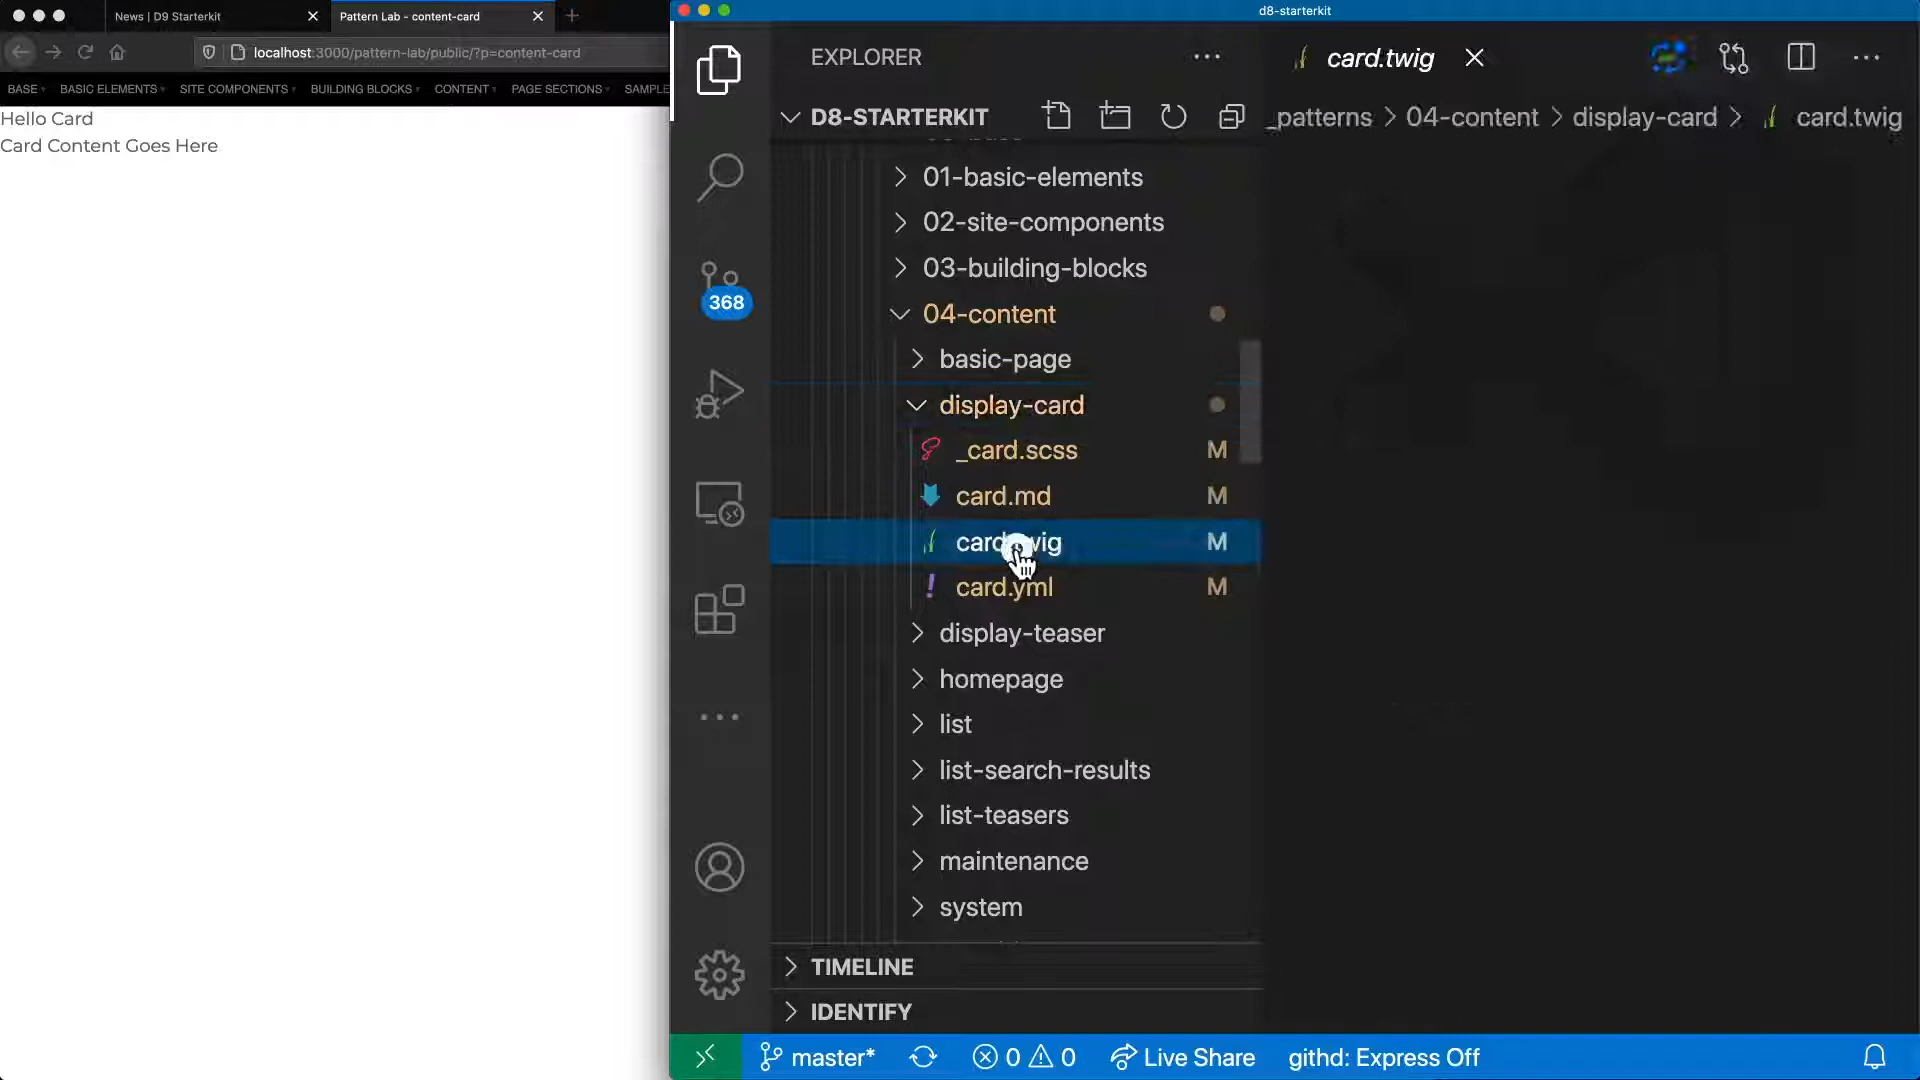 News | D9 Starterkit
Pattern Lab - content-card
localhost:3000/pattern-lab/public/?p=content-card
BASE BASIC ELEMENTS SITE COMPONENTS BUILDING BLOCKS CONTENT PAGE SECTIONS SAMPLE
Hello Card
Card Content Goes Here
d8-starterkit
EXPLORER
card.twig
D8-STARTERKIT
_patterns > 04-content > display-card > card.twig
01-basic-elements
02-site-components
03-building-blocks
368
04-content
basic-page
display-card
_card.scss M
card.md M
card.twig M
card.yml M
display-teaser
homepage
list
list-search-results
list-teasers
maintenance
system
TIMELINE
IDENTIFY
master* 0 0 Live Share githd: Express Off